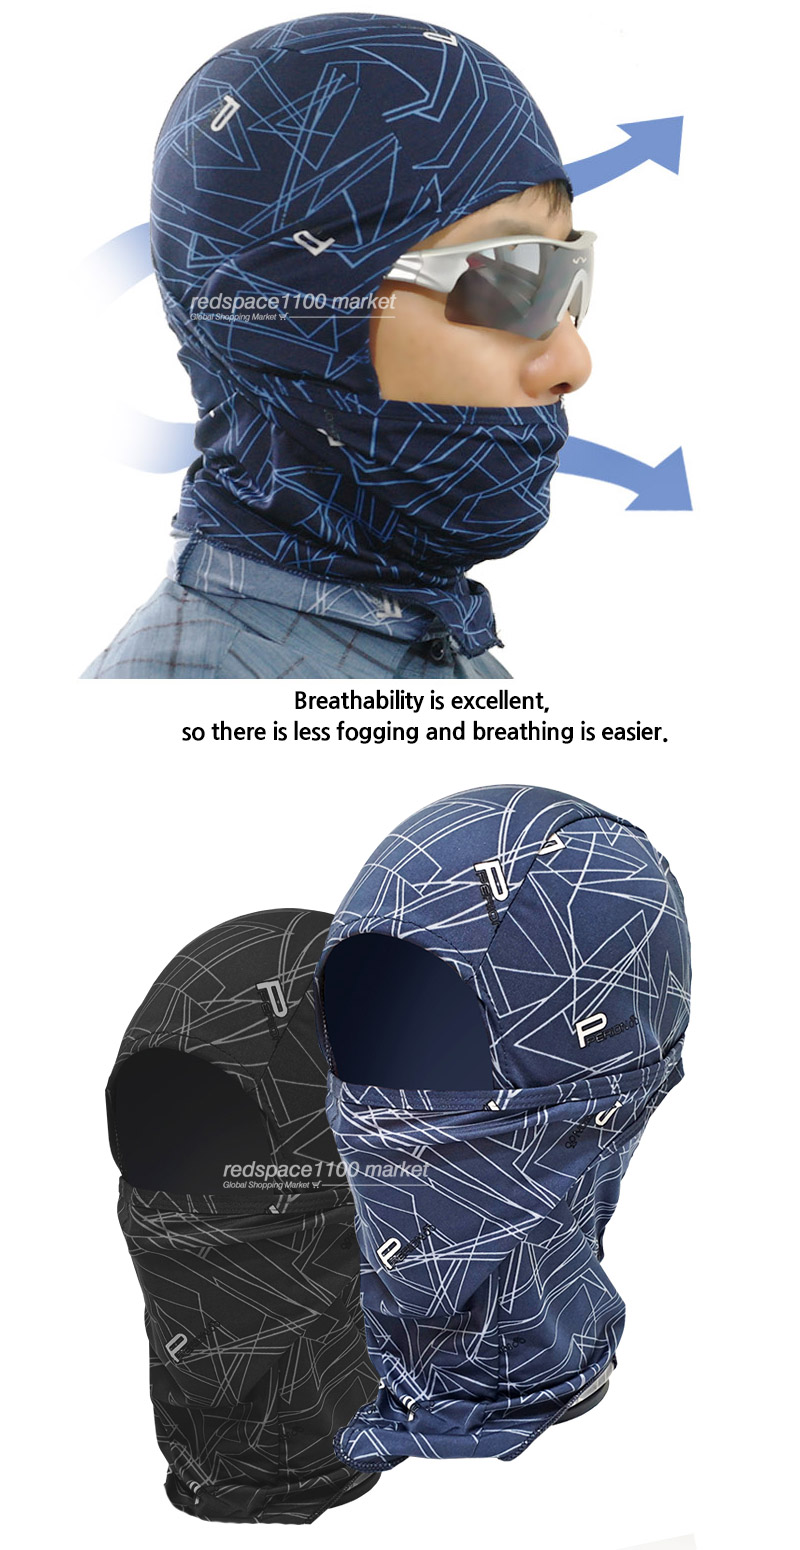 P
P
P
redspace1100 market
Global Shopping Market
Breathability is excellent,
so there is less fogging and breathing is easier.
P
P
P
PERION
P
redspace1100 market
Global Shopping Market
P
P